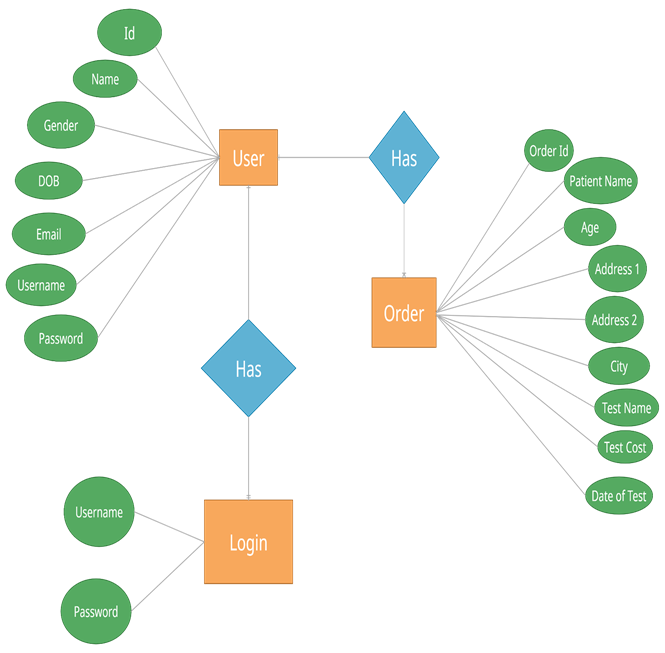 Id
Name
Gender
DOB
Email
Username
Password
User
Has
Order Id
Patient Name
Age
Address 1
Address 2
City
Test Name
Test Cost
Date of Test
Order
Has
Login
Username
Password